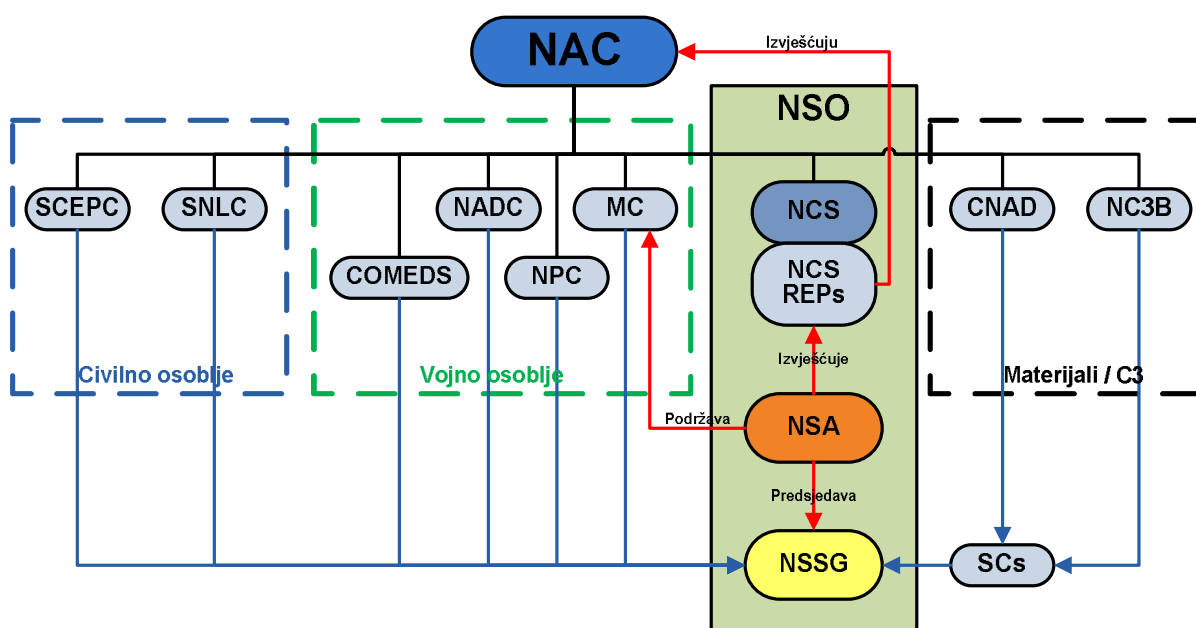 NAC
Izvješćuju
NSO
SCEPC
SNLC
NADC
MC
NCS
CNAD
NC3B
COMEDS
NPC
NCS
REPs
Izvješćuje
Civilno osoblje
Vojno osoblje
Materijali / C3
Podržava
NSA
Predsjedava
NSSG
SCs